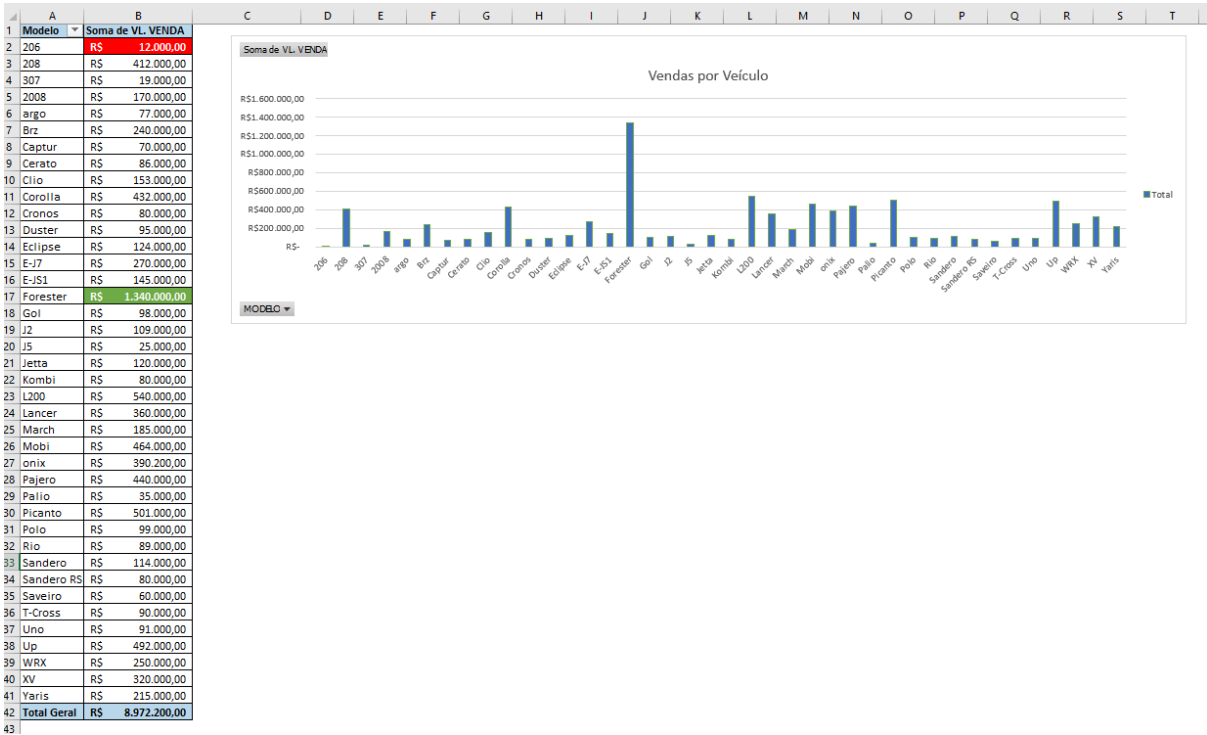 A B C D E F G H I J K L M N O P Q R S T
1 Modelo Soma de VL. VENDA
2 206 R$ 12.000,00
3 208 R$ 412.000,00
4 307 R$ 19.000,00
5 2008 R$ 170.000,00
6 argo R$ 77.000,00
7 Brz R$ 240.000,00
8 Captur R$ 70.000,00
9 Cerato R$ 86.000,00
10 Clio R$ 153.000,00
11 Corolla R$ 432.000,00
12 Cronos R$ 80.000,00
13 Duster R$ 95.000,00
14 Eclipse R$ 124.000,00
15 E-J7 R$ 270.000,00
16 E-JS1 R$ 145.000,00
17 Forester R$ 1.340.000,00
18 Gol R$ 98.000,00
19 J2 R$ 109.000,00
20 J5 R$ 25.000,00
21 Jetta R$ 120.000,00
22 Kombi R$ 80.000,00
23 L200 R$ 540.000,00
24 Lancer R$ 360.000,00
25 March R$ 185.000,00
26 Mobi R$ 464.000,00
27 onix R$ 390.200,00
28 Pajero R$ 440.000,00
29 Palio R$ 35.000,00
30 Picanto R$ 501.000,00
31 Polo R$ 99.000,00
32 Rio R$ 89.000,00
33 Sandero R$ 114.000,00
34 Sandero RS R$ 80.000,00
35 Saveiro R$ 60.000,00
36 T-Cross R$ 90.000,00
37 Uno R$ 91.000,00
38 Up R$ 492.000,00
39 WRX R$ 250.000,00
40 XV R$ 320.000,00
41 Yaris R$ 215.000,00
42 Total Geral R$ 8.972.200,00
43
Soma de VL. VENDA
Vendas por Veículo
R$1.600.000,00
R$1.400.000,00
R$1.200.000,00
R$1.000.000,00
R$800.000,00
R$600.000,00
R$400.000,00
R$200.000,00
R$-
206 208 307 2008 argo Brz Captur Cerato Clio Corolla Cronos Duster Eclipse E-J7 E-JS1 Forester Gol J2 J5 Jetta Kombi L200 Lancer March Mobi onix Pajero Palio Picanto Polo Rio Sandero Sandero RS Saveiro T-Cross Uno Up WRX XV Yaris
Total
MODELO